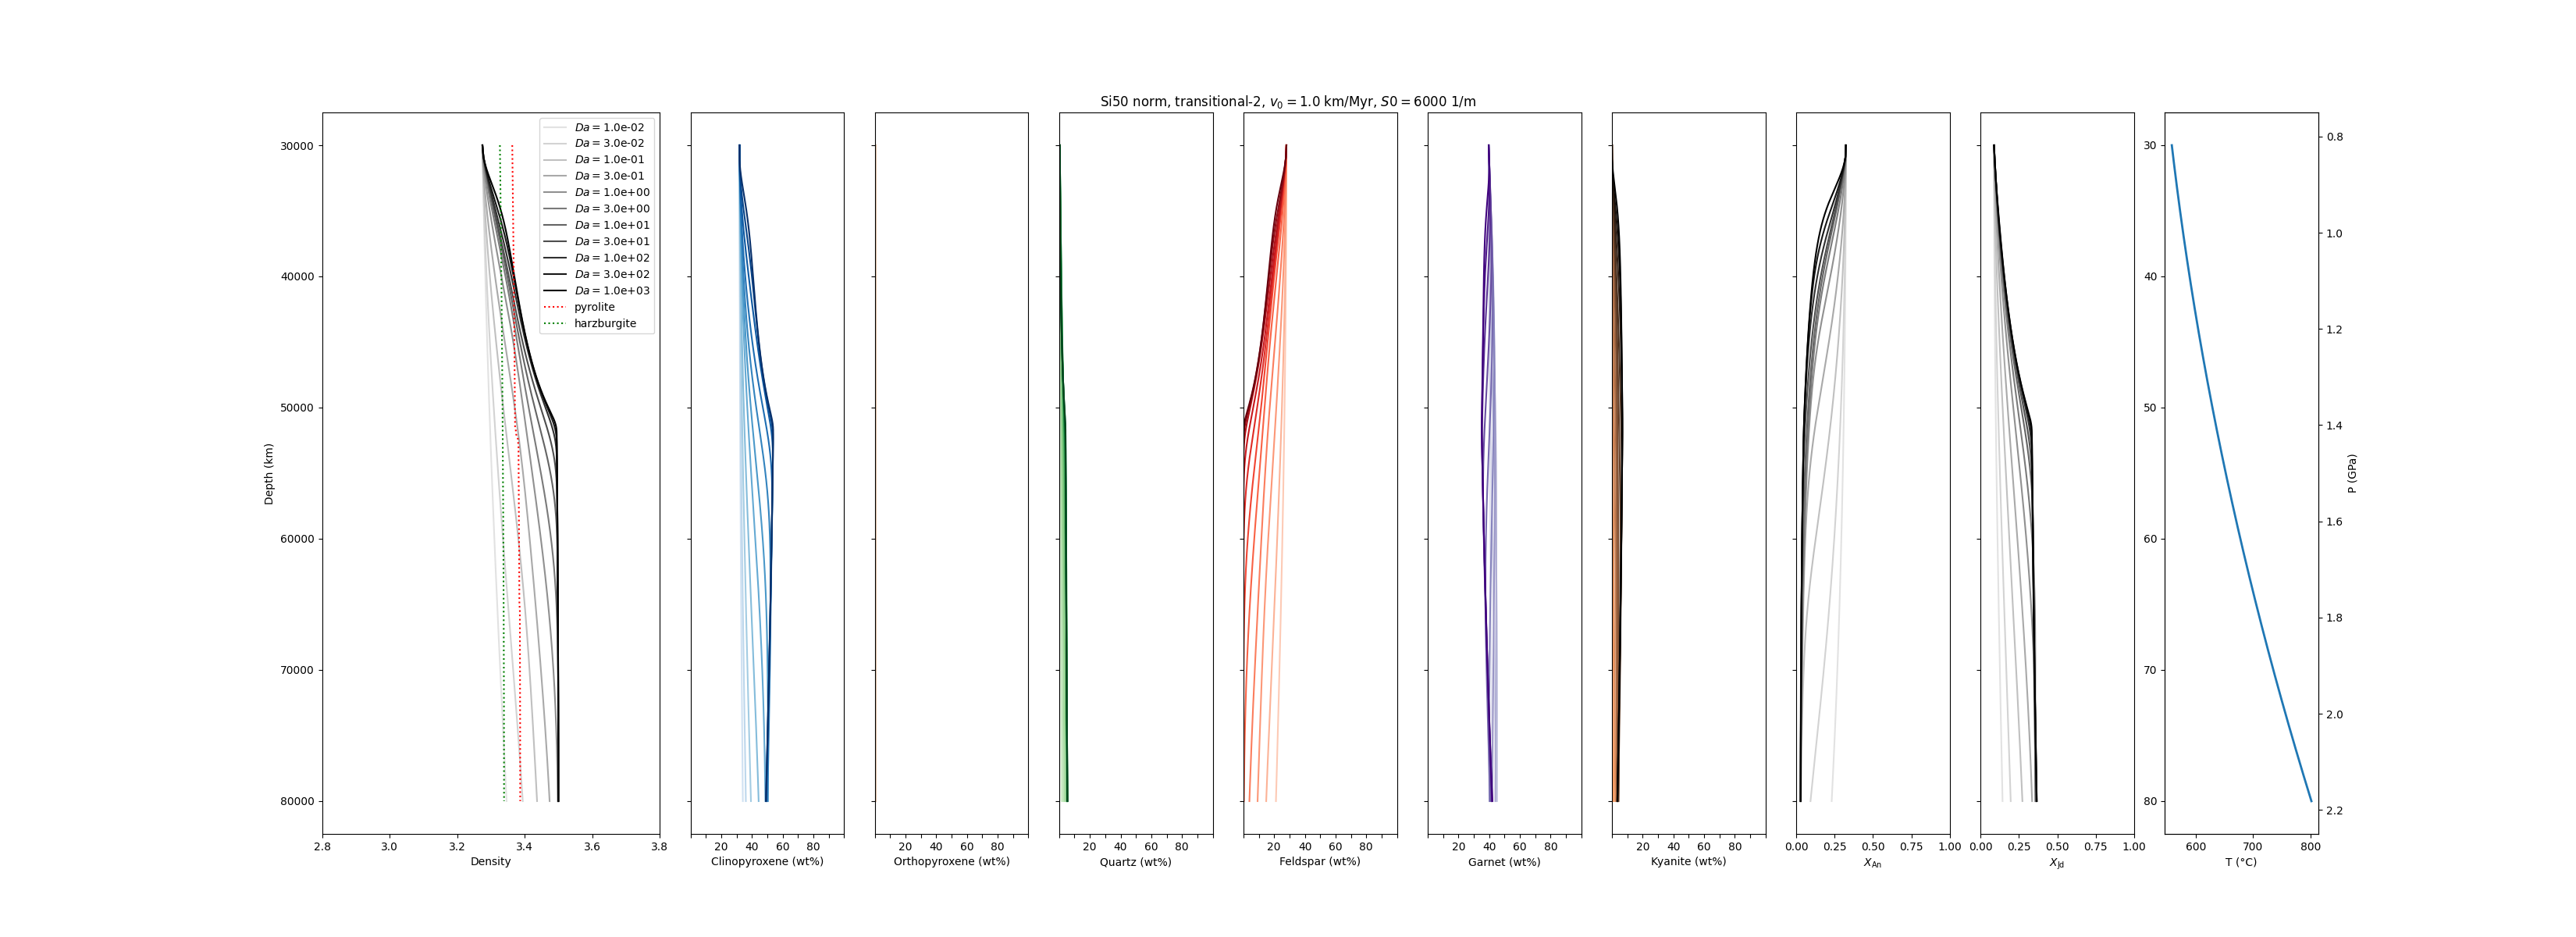 Si50 norm, transitional-2, v₀ = 1.0 km/Myr, S0 = 6000 1/m
Da = 1.0e-02
Da = 3.0e-02
Da = 1.0e-01
Da = 3.0e-01
Da = 1.0e+00
Da = 3.0e+00
Da = 1.0e+01
Da = 3.0e+01
Da = 1.0e+02
Da = 3.0e+02
Da = 1.0e+03
pyrolite
harzburgite
Depth (km)
30000
40000
50000
60000
70000
80000
2.8 3.0 3.2 3.4 3.6 3.8
Density
20 40 60 80
Clinopyroxene (wt%)
20 40 60 80
Orthopyroxene (wt%)
20 40 60 80
Quartz (wt%)
20 40 60 80
Feldspar (wt%)
20 40 60 80
Garnet (wt%)
20 40 60 80
Kyanite (wt%)
0.00 0.25 0.50 0.75 1.00
X_An
0.00 0.25 0.50 0.75 1.00
X_Jd
30
40
50
60
70
80
600 700 800
T (°C)
0.8
1.0
1.2
1.4
1.6
1.8
2.0
2.2
P (GPa)